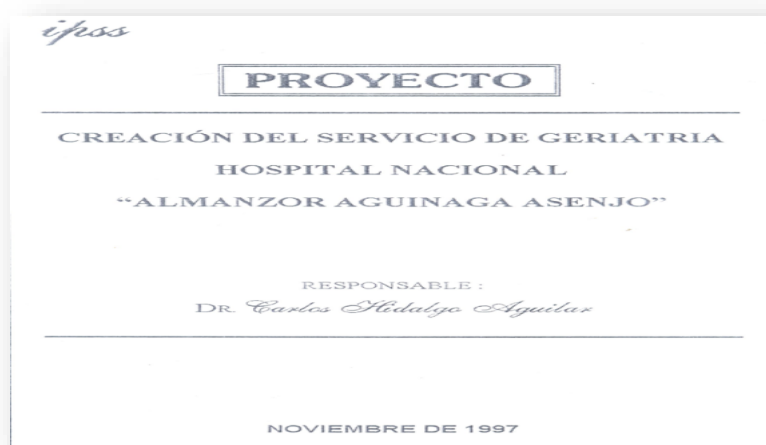 ipss
PROYECTO
CREACIÓN DEL SERVICIO DE GERIATRIA
HOSPITAL NACIONAL
“ALMANZOR AGUINAGA ASENJO”
RESPONSABLE :
DR. Carlos Hidalgo Aguilar
NOVIEMBRE DE 1997